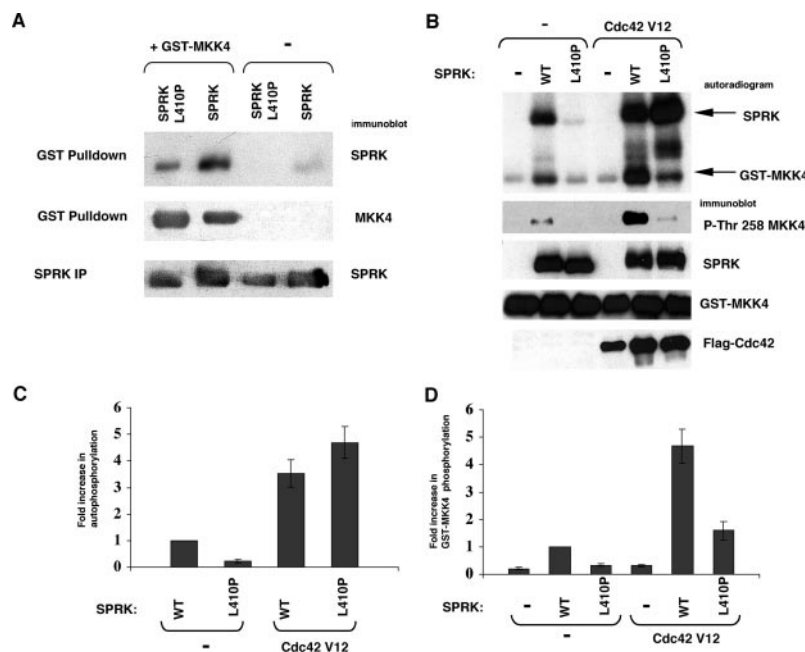 A
+ GST-MKK4
-
SPRK L410P
SPRK
SPRK L410P
SPRK
immunoblot
GST Pulldown
SPRK
GST Pulldown
MKK4
SPRK IP
SPRK
B
-
Cdc42 V12
SPRK:
-
WT
L410P
-
WT
L410P
autoradiogram
SPRK
GST-MKK4
immunoblot
P-Thr 258 MKK4
SPRK
GST-MKK4
Flag-Cdc42
C
Fold increase in
autophosphorylation
6
5
4
3
2
1
0
SPRK:
WT
L410P
WT
L410P
-
Cdc42 V12
D
Fold increase in
GST-MKK4 phosphorylation
6
5
4
3
2
1
0
SPRK:
-
WT
L410P
-
WT
L410P
-
Cdc42 V12